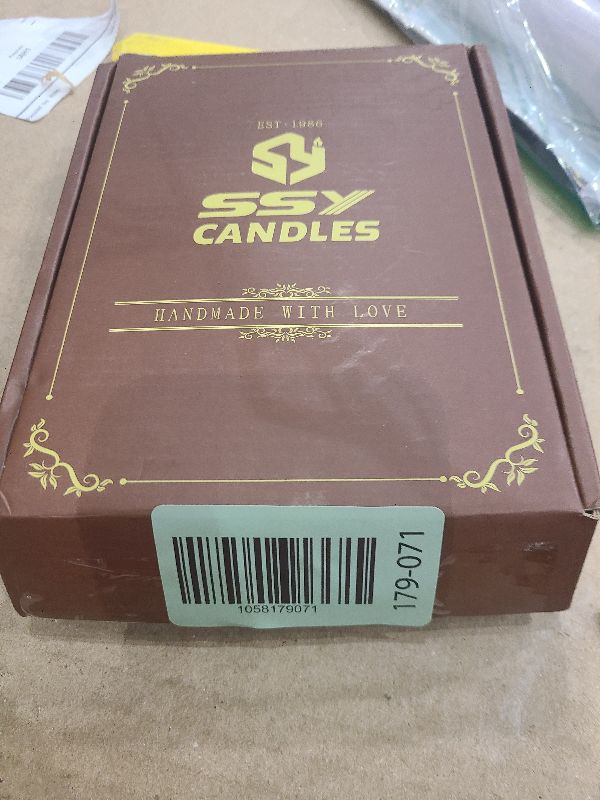 EST·1986
SSY
CANDLES
HANDMADE WITH LOVE
1058179071
179-071